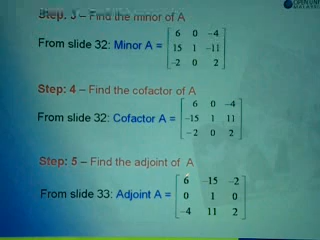 OPEN UNI
MALAYSIA
Step: 3 – Find the minor of A
From slide 32: Minor A =
6 0 -4
15 1 -11
-2 0 2
Step: 4 – Find the cofactor of A
From slide 32: Cofactor A =
6 0 -4
-15 1 11
-2 0 2
Step: 5 – Find the adjoint of A
From slide 33: Adjoint A =
6 -15 -2
0 1 0
-4 11 2